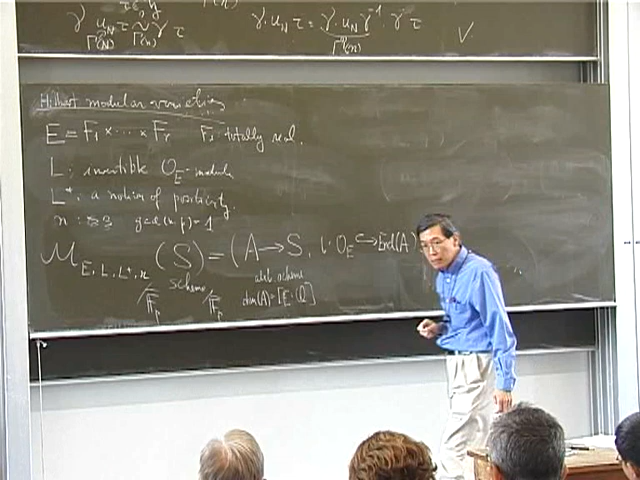 γ u_N τ ~ γ τ γ · u_N τ = γ · u_N γ^{-1} · γ τ
Γ(n)
Hilbert modular varieties
E = F_1 × ··· × F_r F_i: totally real.
L: invertible O_E-module
L^+: a notion of positivity.
n: ≥3 gcd(n, p) = 1
M_{E, L, L^+, n} (S) = (A → S, ι: O_E ↪ End(A)
scheme abel. scheme
/F_p /F_p dim(A) = [E : Q]